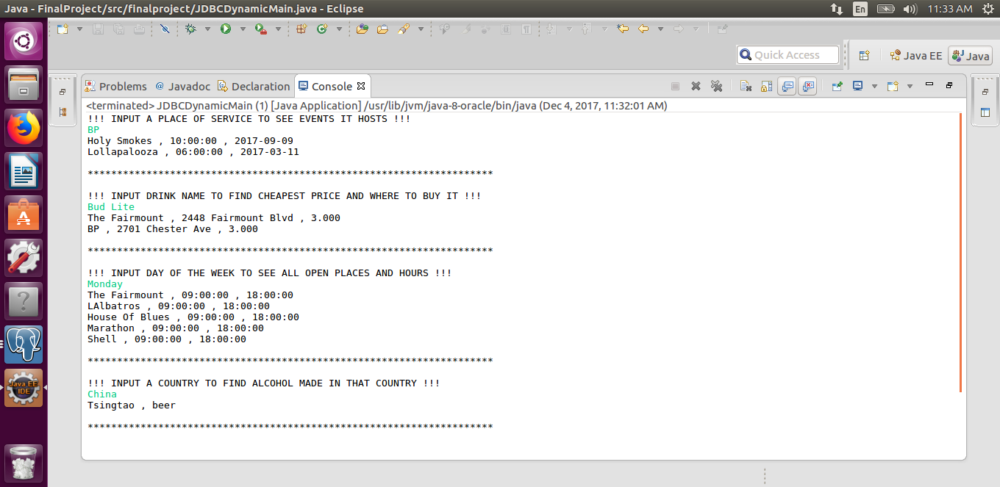 Java - FinalProject/src/finalproject/JDBCDynamicMain.java - Eclipse
En
11:33 AM
Quick Access
Java EE
Java
Problems
@ Javadoc
Declaration
Console
<terminated> JDBCDynamicMain (1) [Java Application] /usr/lib/jvm/java-8-oracle/bin/java (Dec 4, 2017, 11:32:01 AM)
!!! INPUT A PLACE OF SERVICE TO SEE EVENTS IT HOSTS !!!
BP
Holy Smokes , 10:00:00 , 2017-09-09
Lollapalooza , 06:00:00 , 2017-03-11
*********************************************************************
!!! INPUT DRINK NAME TO FIND CHEAPEST PRICE AND WHERE TO BUY IT !!!
Bud Lite
The Fairmount , 2448 Fairmount Blvd , 3.000
BP , 2701 Chester Ave , 3.000
*********************************************************************
!!! INPUT DAY OF THE WEEK TO SEE ALL OPEN PLACES AND HOURS !!!
Monday
The Fairmount , 09:00:00 , 18:00:00
LAlbatros , 09:00:00 , 18:00:00
House Of Blues , 09:00:00 , 18:00:00
Marathon , 09:00:00 , 18:00:00
Shell , 09:00:00 , 18:00:00
*********************************************************************
!!! INPUT A COUNTRY TO FIND ALCOHOL MADE IN THAT COUNTRY !!!
China
Tsingtao , beer
*********************************************************************
Java EE
IDE